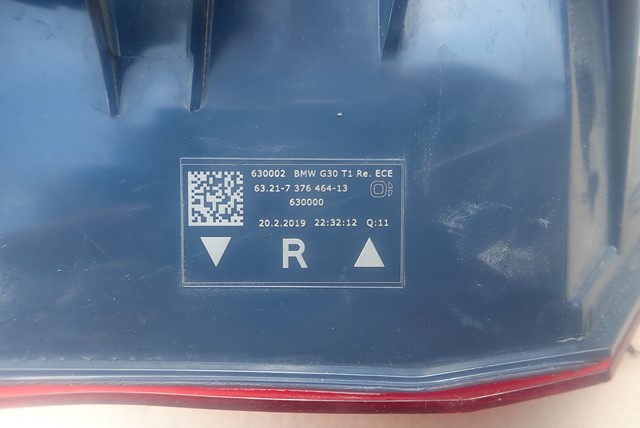 630002 BMW G30 T1 Re. ECE
63.21-7 376 464-13
630000
20.2.2019 22:32:12 Q:11
R